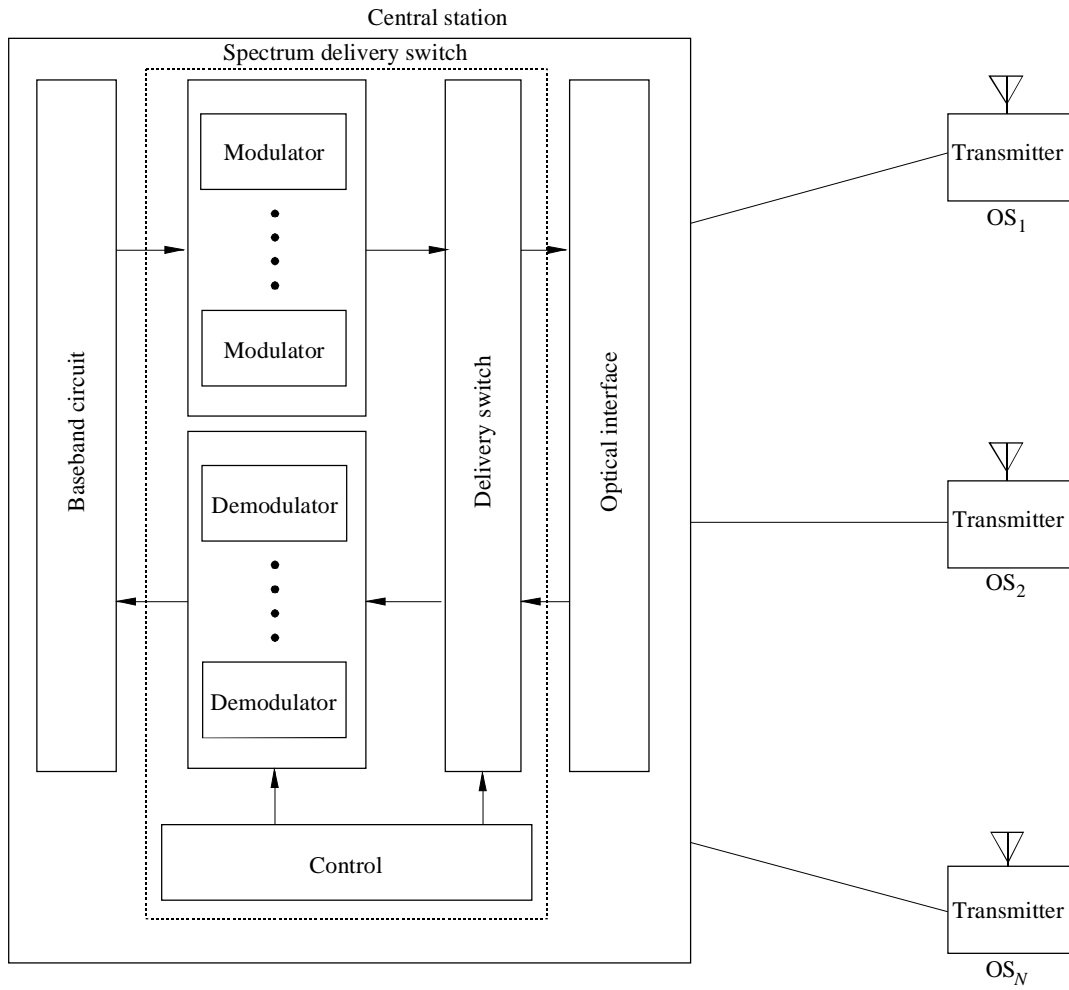 Central station
Spectrum delivery switch
Baseband circuit
Modulator
Modulator
Demodulator
Demodulator
Delivery switch
Optical interface
Control
Transmitter
OS1
Transmitter
OS2
Transmitter
OSN